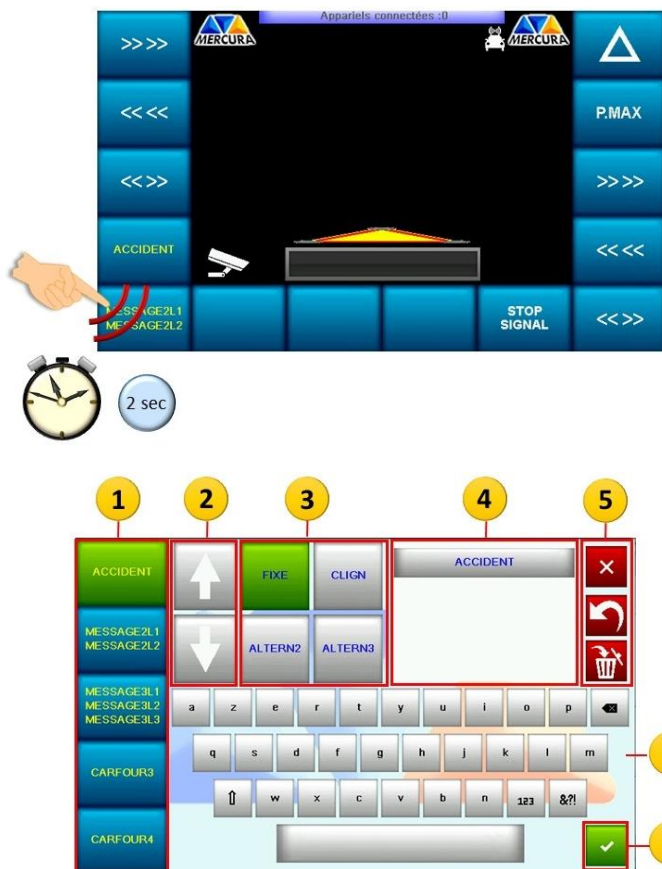 Appareils connectées :0
MERCURA
MERCURA
>>>>
<<<<
P.MAX
<<>>
>>>>
ACCIDENT
<<<<
MESSAGE2L1
MESSAGE2L2
STOP
SIGNAL
<<>>
2 sec
1
2
3
4
5
ACCIDENT
FIXE
CLIGN
ACCIDENT
MESSAGE2L1
MESSAGE2L2
ALTERN2
ALTERN3
MESSAGE3L1
MESSAGE3L2
MESSAGE3L3
a z e r t y u i o p
q s d f g h j k l m
CARFOUR3
w x c v b n 123 &?!
CARFOUR4